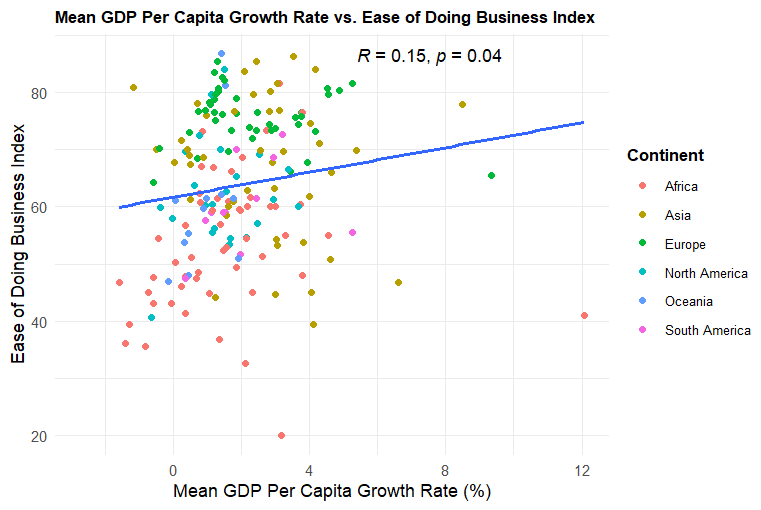 Mean GDP Per Capita Growth Rate vs. Ease of Doing Business Index
R = 0.15, p = 0.04
80
60
40
20
Ease of Doing Business Index
0 4 8 12
Mean GDP Per Capita Growth Rate (%)
Continent
Africa
Asia
Europe
North America
Oceania
South America